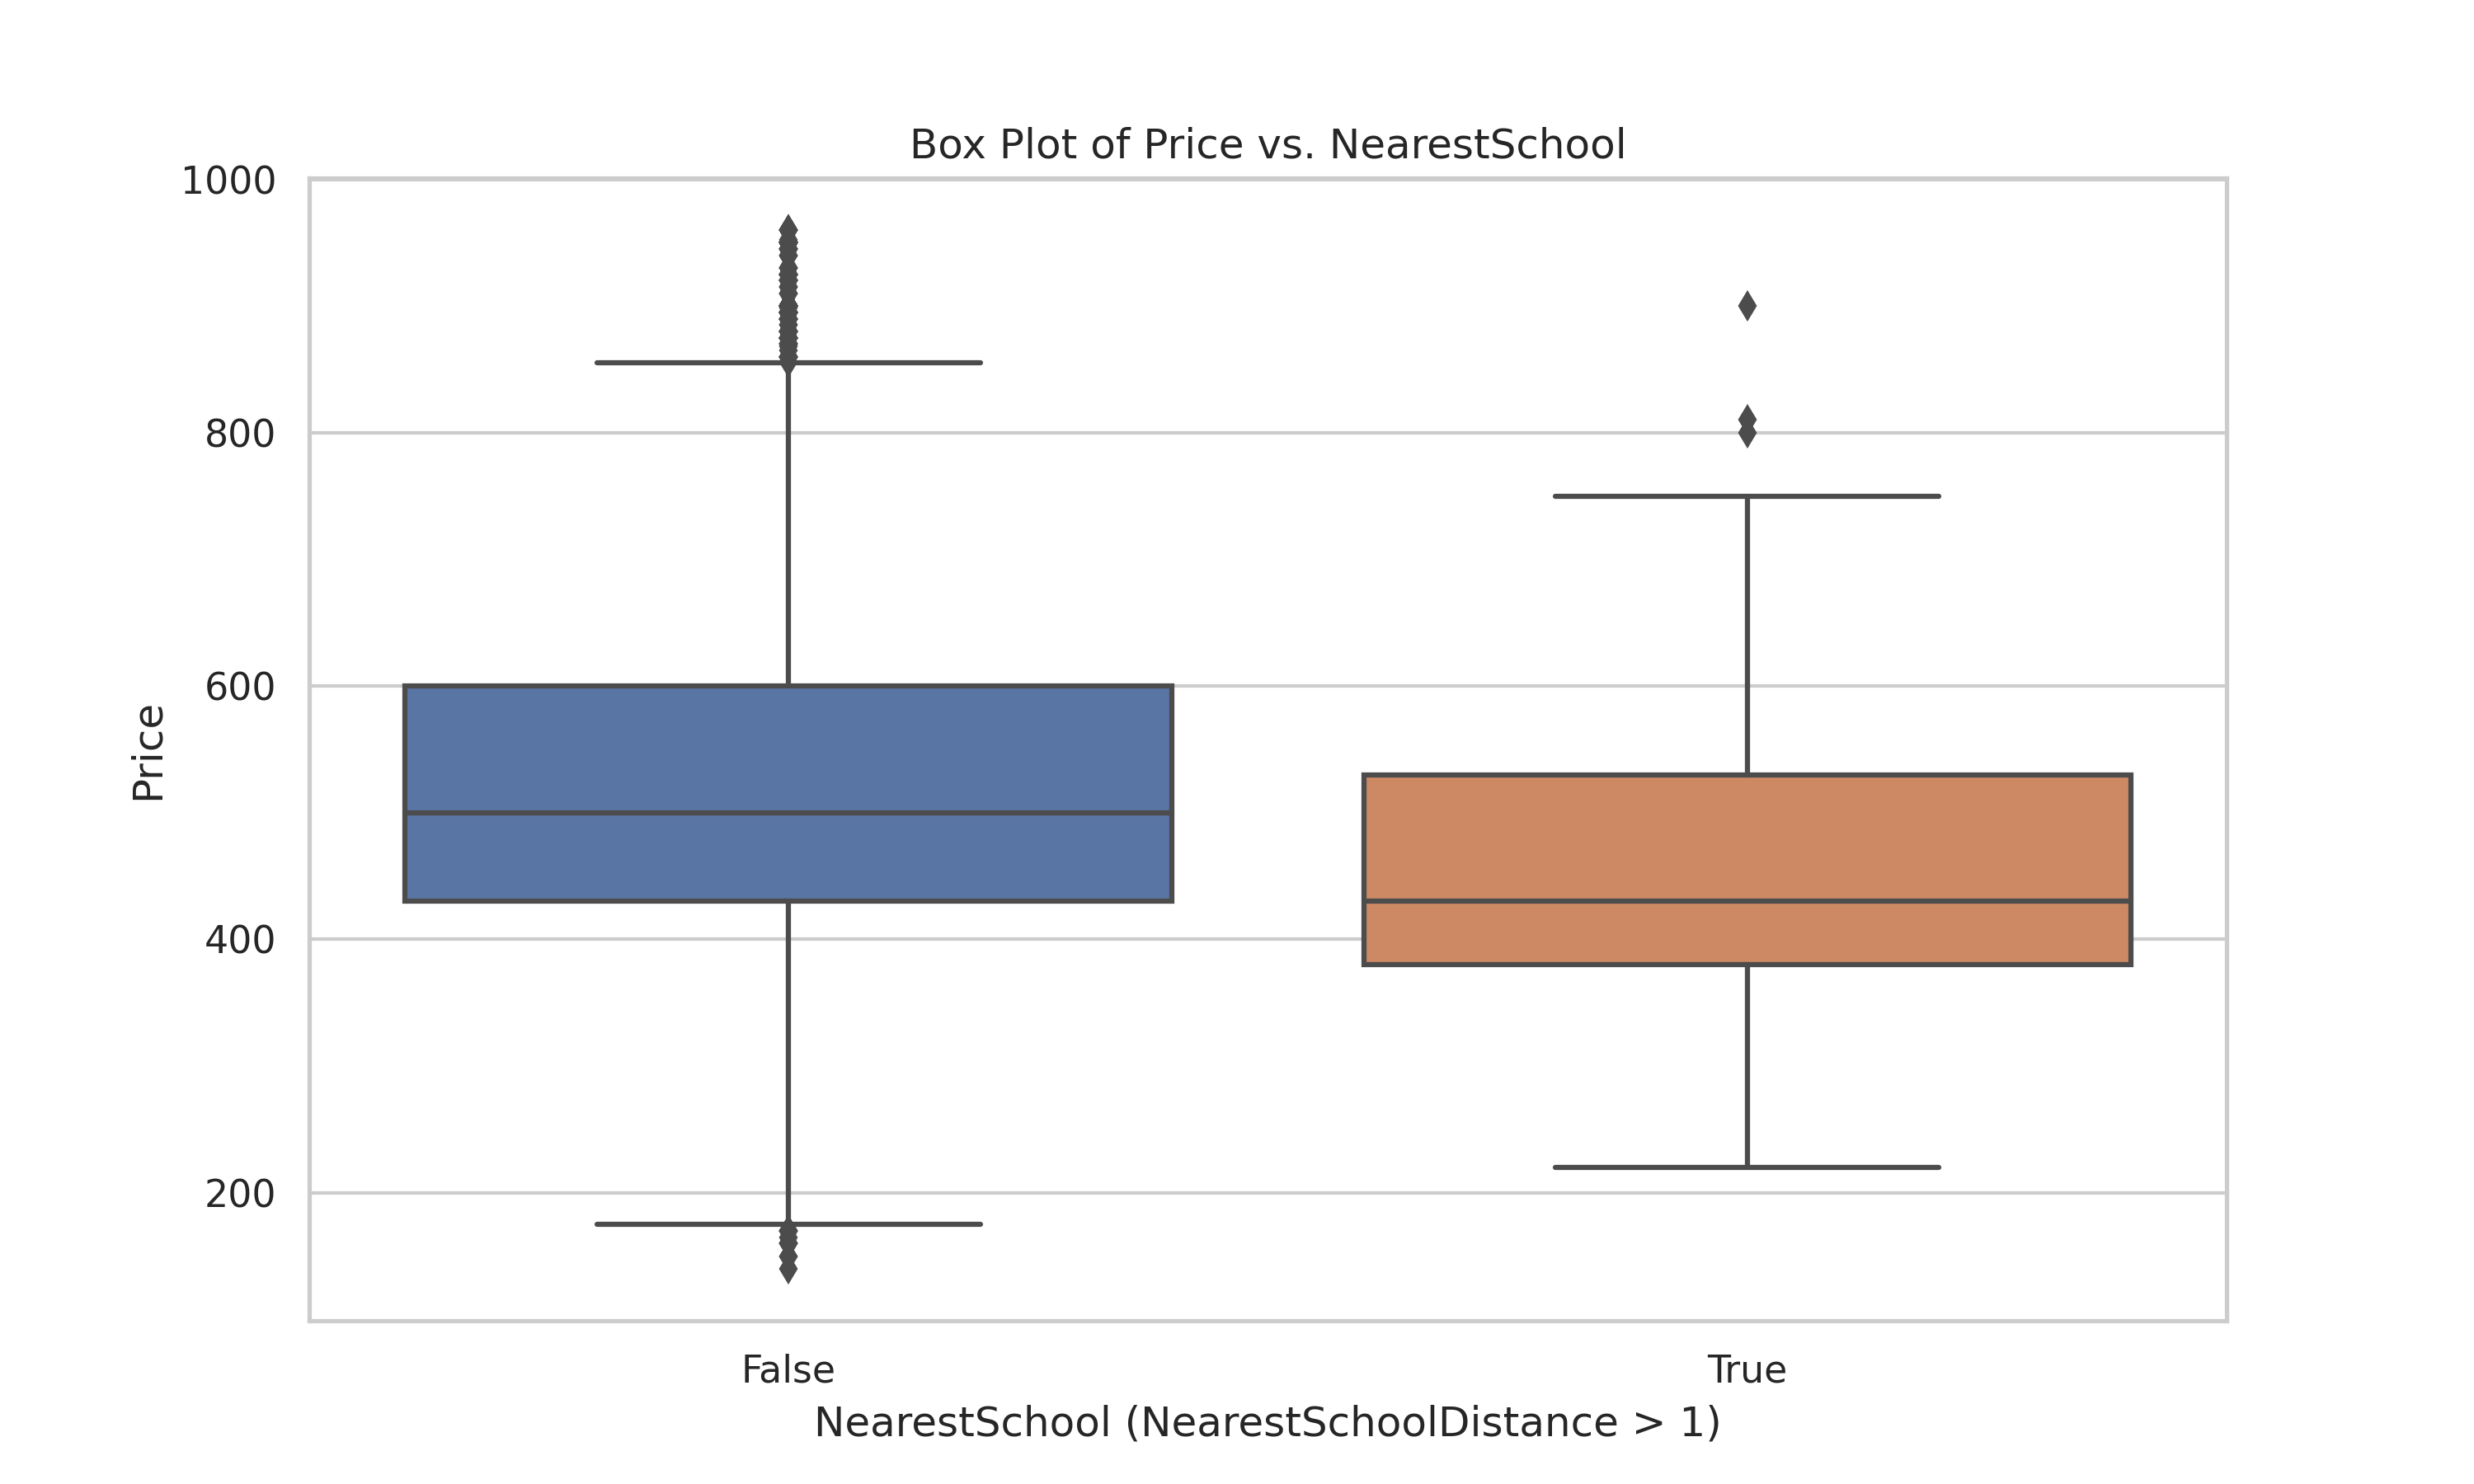 Box Plot of Price vs. NearestSchool
1000
800
600
400
200
Price
False
True
NearestSchool (NearestSchoolDistance > 1)